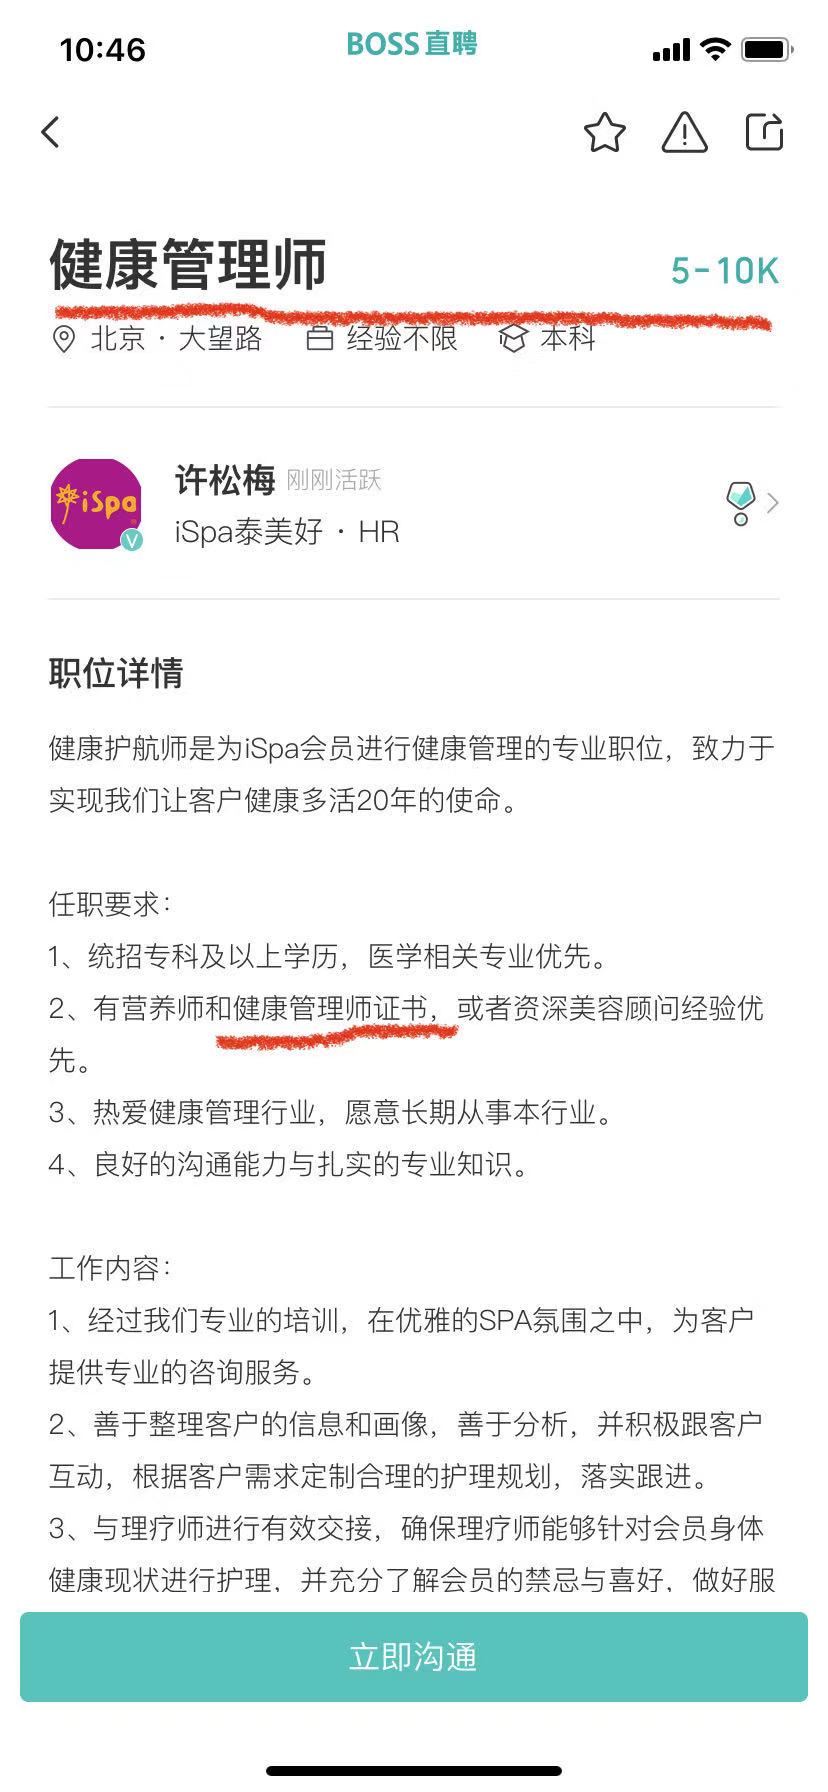 10:46
BOSS直聘
健康管理师
5-10K
北京·大望路 经验不限 本科
iSpa
V
许松梅 刚刚活跃
iSpa泰美好·HR
职位详情
健康护航师是为iSpa会员进行健康管理的专业职位，致力于
实现我们让客户健康多活20年的使命。
任职要求：
1、统招专科及以上学历，医学相关专业优先。
2、有营养师和健康管理师证书，或者资深美容顾问经验优
先。
3、热爱健康管理行业，愿意长期从事本行业。
4、良好的沟通能力与扎实的专业知识。
工作内容：
1、经过我们专业的培训，在优雅的SPA氛围之中，为客户
提供专业的咨询服务。
2、善于整理客户的信息和画像，善于分析，并积极跟客户
互动，根据客户需求定制合理的护理规划，落实跟进。
3、与理疗师进行有效交接，确保理疗师能够针对会员身体
健康现状进行护理，并充分了解会员的禁忌与喜好，做好服
立即沟通